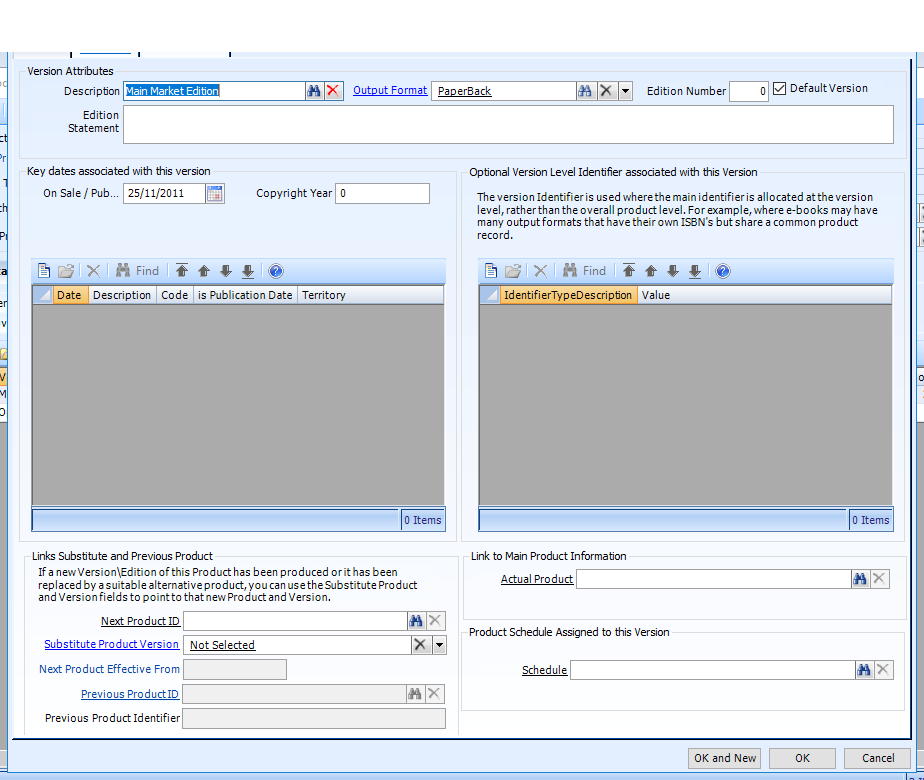 Version Attributes
Description Main Market Edition Output Format PaperBack Edition Number 0 Default Version
Edition
Statement
Key dates associated with this version
On Sale / Pub... 25/11/2011 Copyright Year 0
Optional Version Level Identifier associated with this Version
The version Identifier is used where the main identifier is allocated at the version
level, rather than the overall product level. For example, where e-books may have
many output formats that have their own ISBN's but share a common product
record.
Find
Date Description Code is Publication Date Territory
0 Items
Find
IdentifierTypeDescription Value
0 Items
Links Substitute and Previous Product
If a new Version\Edition of this Product has been produced or it has been
replaced by a suitable alternative product, you can use the Substitute Product
and Version fields to point to that new Product and Version.
Next Product ID
Substitute Product Version Not Selected
Next Product Effective From
Previous Product ID
Previous Product Identifier
Link to Main Product Information
Actual Product
Product Schedule Assigned to this Version
Schedule
OK and New OK Cancel